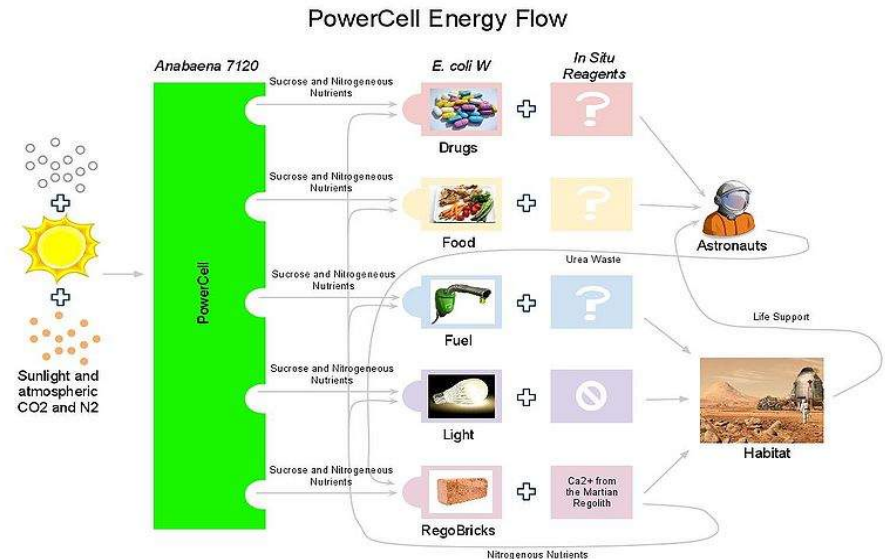 PowerCell Energy Flow
Anabaena 7120
E. coli W
In Situ
Reagents
Sucrose and Nitrogeneous
Nutrients
?
Drugs
Sucrose and Nitrogeneous
Nutrients
?
Food
Astronauts
Urea Waste
Sunlight and
atmospheric
CO2 and N2
PowerCell
Sucrose and Nitrogeneous
Nutrients
?
Fuel
Life Support
Sucrose and Nitrogeneous
Nutrients
Light
Habitat
Sucrose and Nitrogeneous
Nutrients
Ca2+ from
the Martian
Regolith
RegoBricks
Nitrogenous Nutrients